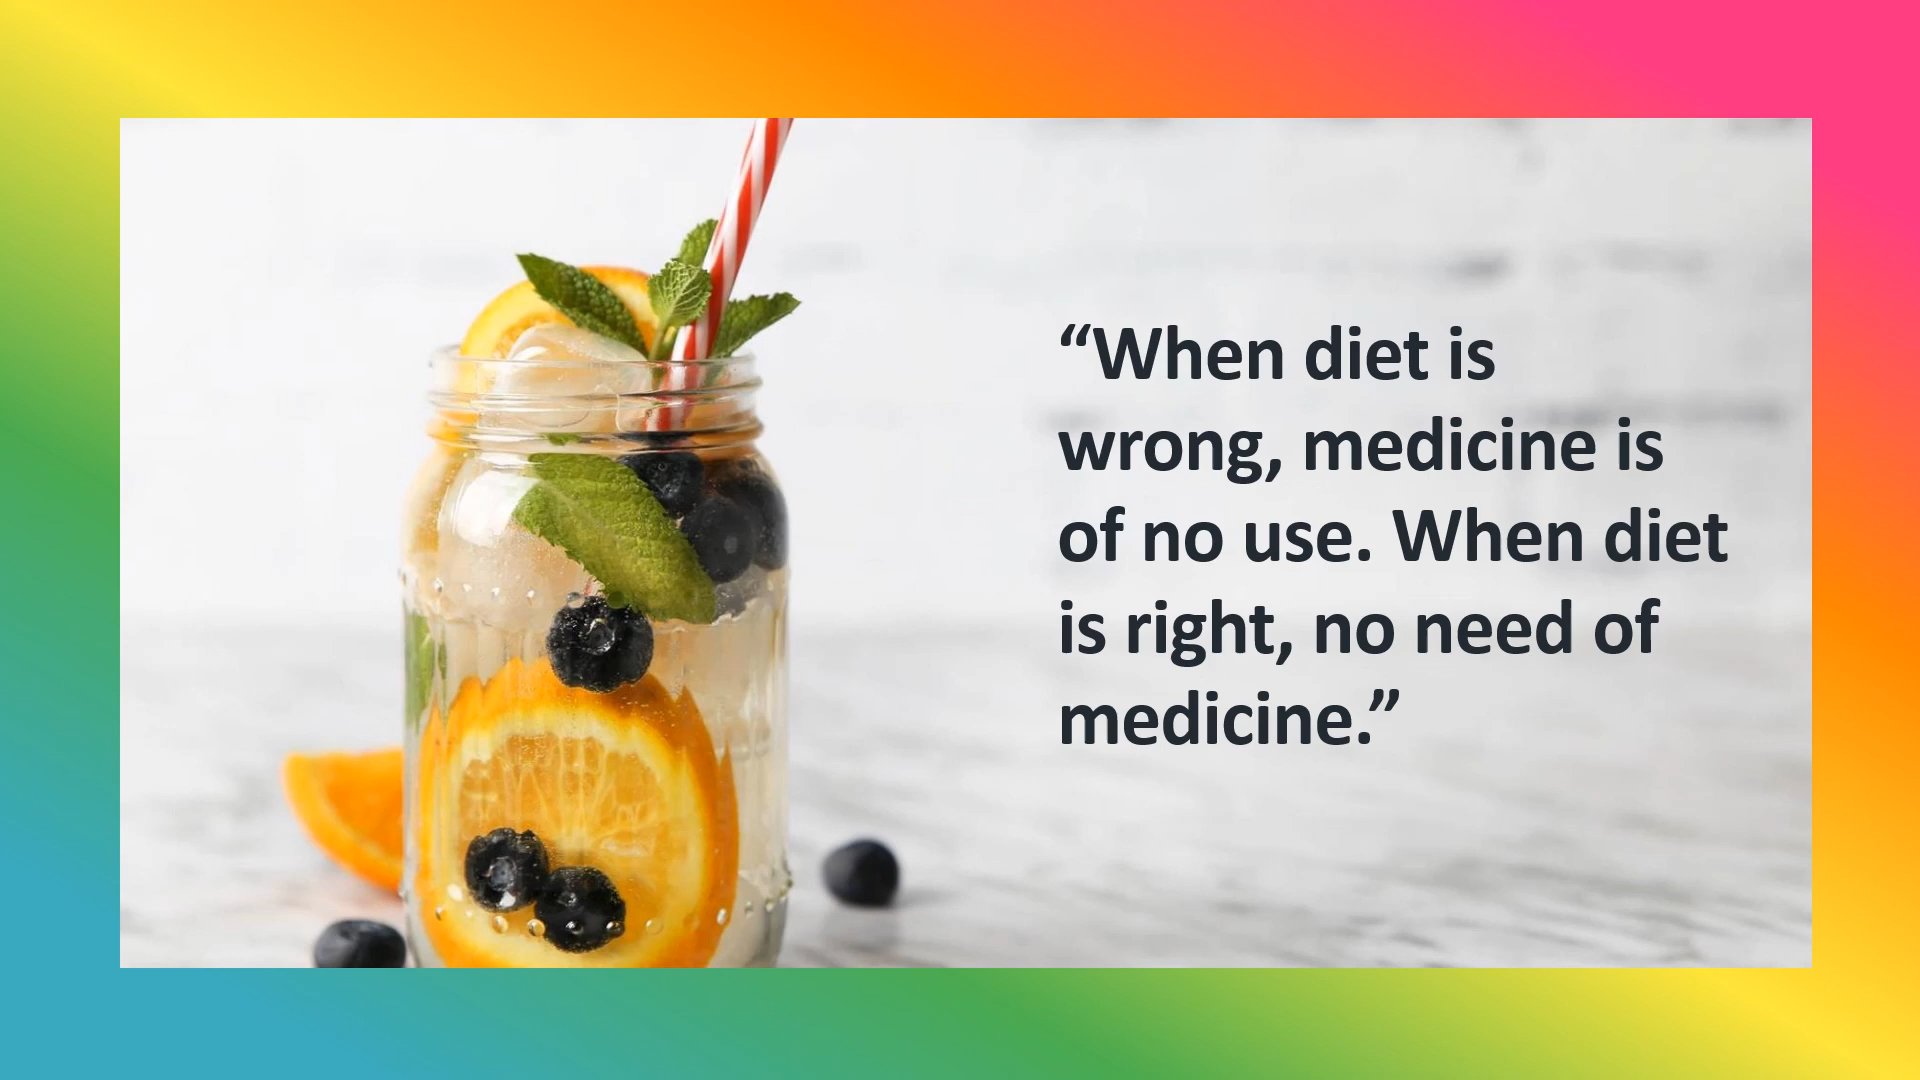 “When diet is
wrong, medicine is
of no use. When diet
is right, no need of
medicine.”